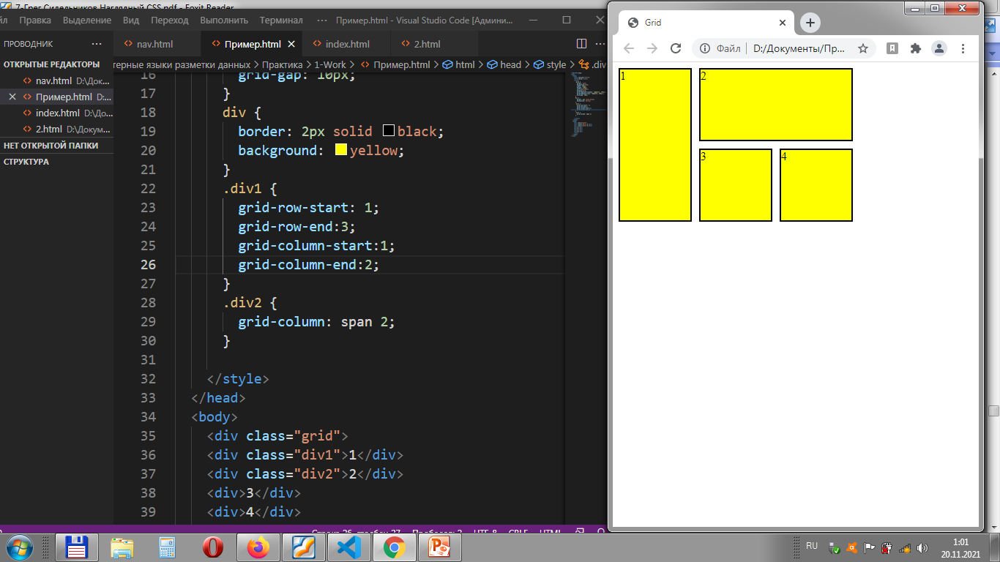 7-Грег Сидельников Наглядный CSS.pdf - Foxit Reader
Правка Выделение Вид Переход Выполнить Терминал ··· Пример.html - Visual Studio Code [Админи...
ПРОВОДНИК ···
nav.html Пример.html index.html 2.html ···
ОТКРЫТЫЕ РЕДАКТОРЫ
nav.html D:\Док...
Пример.html D:...
index.html D:\До...
2.html D:\Докум...
НЕТ ОТКРЫТОЙ ПАПКИ
СТРУКТУРА
терные языки разметки данных > Практика > 1-Work > Пример.html > html > head > style > .div
16 grid-gap: 10px;
17 }
18 div {
19 border: 2px solid black;
20 background: yellow;
21 }
22 .div1 {
23 grid-row-start: 1;
24 grid-row-end:3;
25 grid-column-start:1;
26 grid-column-end:2;
27 }
28 .div2 {
29 grid-column: span 2;
30 }
31
32 </style>
33 </head>
34 <body>
35 <div class="grid">
36 <div class="div1">1</div>
37 <div class="div2">2</div>
38 <div>3</div>
39 <div>4</div>
Строка 26, столбец 27 Пробелов: 2 UTF-8 CRLF HTML
Grid
Файл | D:/Документы/Пр...
1
2
3
4
RU
1:01
20.11.2021